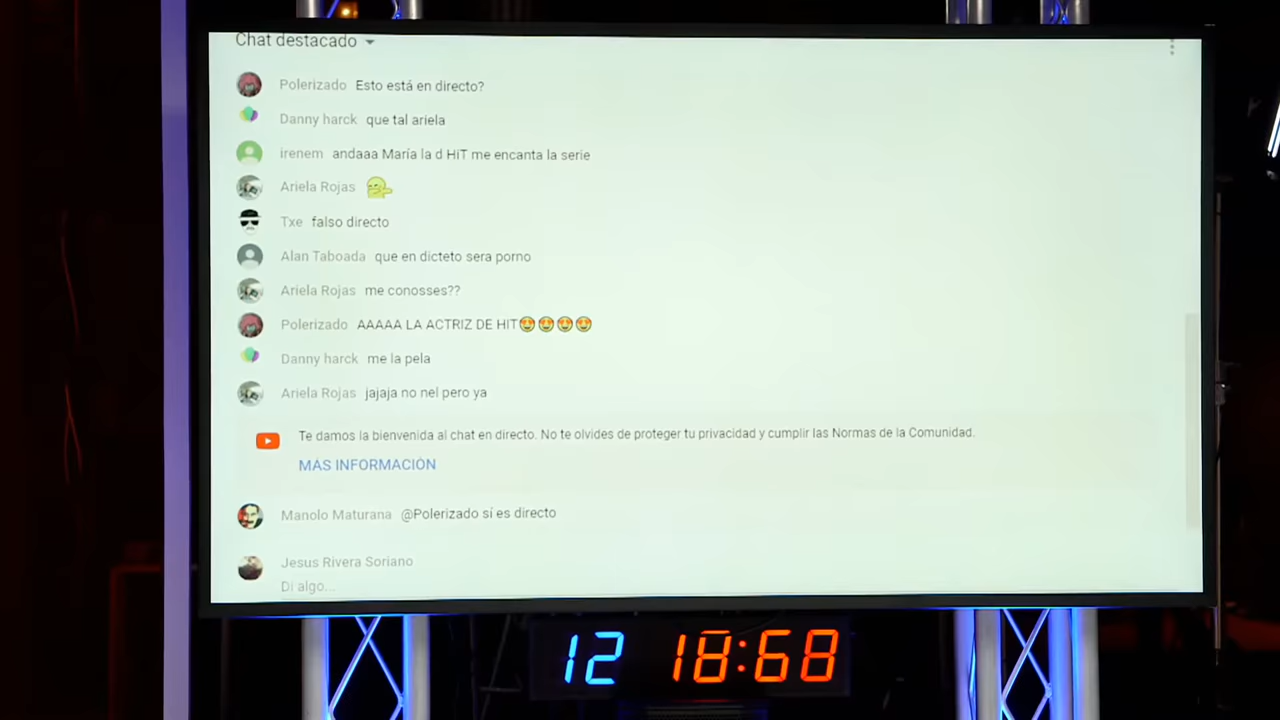 Chat destacado
Polerizado Esto está en directo?
Danny harck que tal ariela
irenem andaaa María la d HiT me encanta la serie
Ariela Rojas
Txe falso directo
Alan Taboada que en dicteto sera porno
Ariela Rojas me conosses??
Polerizado AAAAA LA ACTRIZ DE HIT😍😍😍😍
Danny harck me la pela
Ariela Rojas jajaja no nel pero ya
Te damos la bienvenida al chat en directo. No te olvides de proteger tu privacidad y cumplir las Normas de la Comunidad.
MÁS INFORMACIÓN
Manolo Maturana @Polerizado sí es directo
Jesus Rivera Soriano
Di algo...
12 18:68